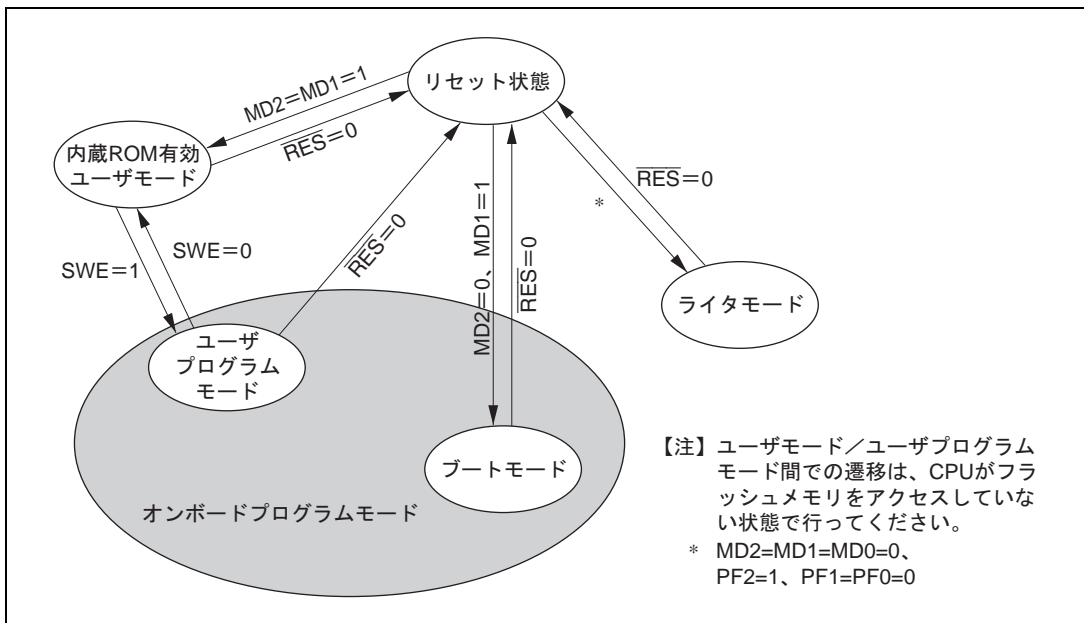 リセット状態
MD2=MD1=1
RES=0
内蔵ROM有効
ユーザモード
SWE=1
SWE=0
RES=0
MD2=0、MD1=1
RES=0
*
RES=0
ライタモード
ユーザ
プログラム
モード
ブートモード
オンボードプログラムモード
【注】ユーザモード/ユーザプログラム
モード間での遷移は、CPUがフラ
ッシュメモリをアクセスしていな
い状態で行ってください。
* MD2=MD1=MD0=0、
PF2=1、PF1=PF0=0